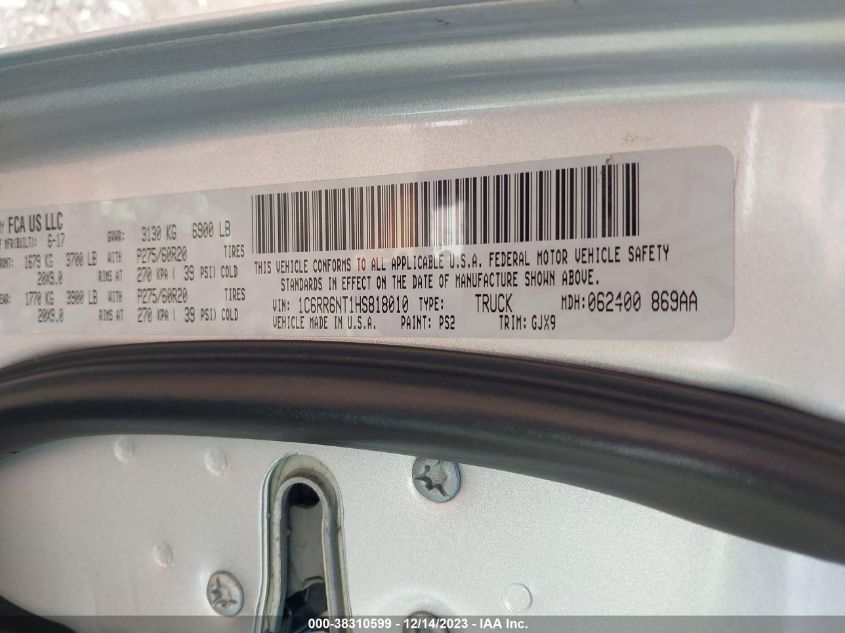 FCA US LLC
MFR(BUILT): 6-17
GVWR: 3130 KG 6900 LB
1679 KG 3700 LB WITH P275/60R20 TIRES
20X9.0 RIMS AT 270 KPA ( 39 PSI) COLD
1770 KG 3900 LB WITH P275/60R20 TIRES
20X9.0 RIMS AT 270 KPA ( 39 PSI) COLD
THIS VEHICLE CONFORMS TO ALL APPLICABLE U.S.A. FEDERAL MOTOR VEHICLE SAFETY
STANDARDS IN EFFECT ON THE DATE OF MANUFACTURE SHOWN ABOVE.
VIN: 1C6RR6NT1HS818010 TYPE: TRUCK MDH:062400 869AA
VEHICLE MADE IN U.S.A. PAINT: PS2 TRIM: GJX9
000-38310599 - 12/14/2023 - IAA Inc.